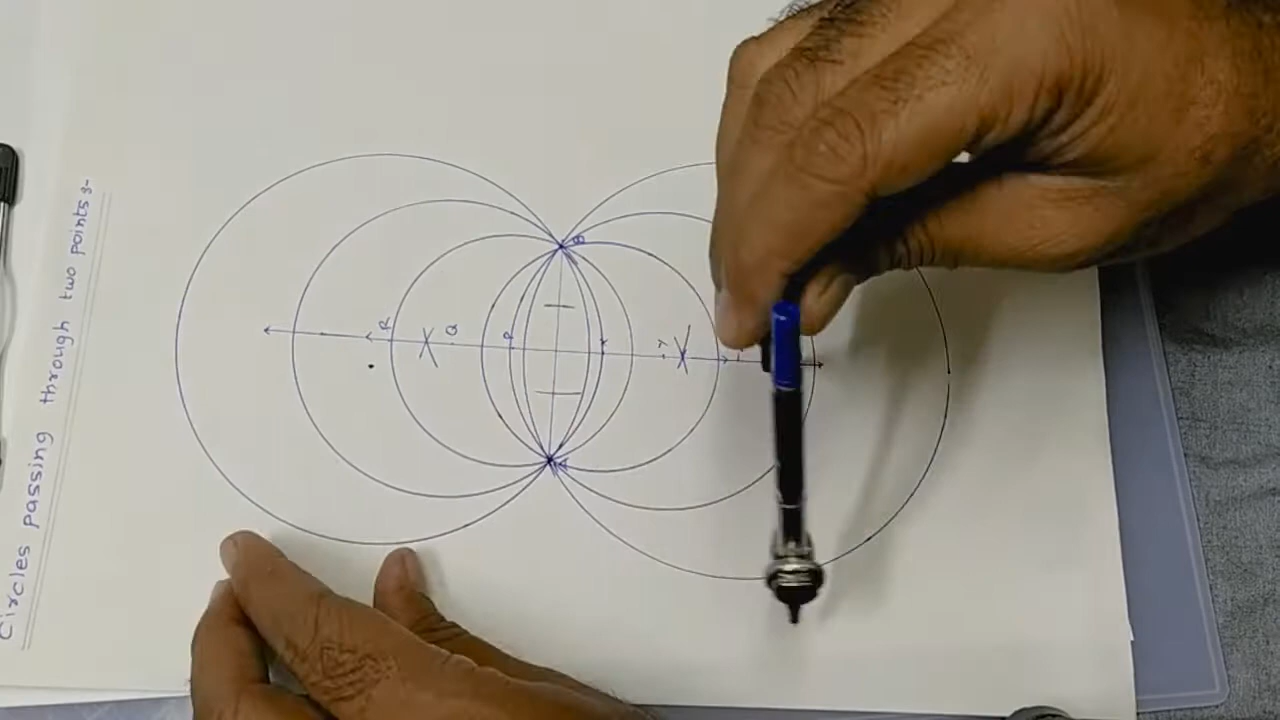 Circles passing through two points :-
B
R
Q
P
Y
A